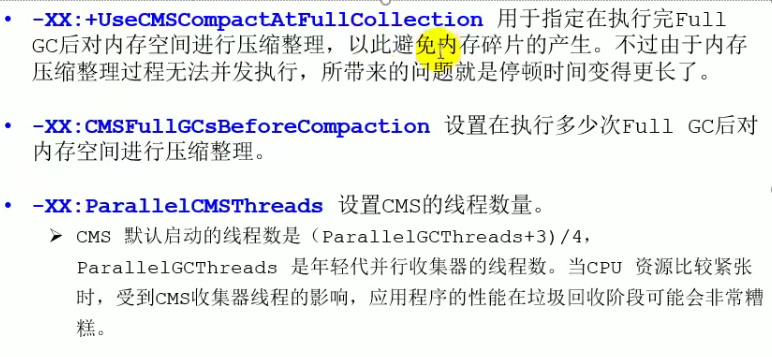 • -XX:+UseCMSCompactAtFullCollection 用于指定在执行完Full
GC后对内存空间进行压缩整理，以此避免内存碎片的产生。不过由于内存
压缩整理过程无法并发执行，所带来的问题就是停顿时间变得更长了。
• -XX:CMSFullGCsBeforeCompaction 设置在执行多少次Full GC后对
内存空间进行压缩整理。
• -XX:ParallelCMSThreads 设置CMS的线程数量。
➢ CMS 默认启动的线程数是（ParallelGCThreads+3)/4，
ParallelGCThreads 是年轻代并行收集器的线程数。当CPU 资源比较紧张
时，受到CMS收集器线程的影响，应用程序的性能在垃圾回收阶段可能会非常糟
糕。